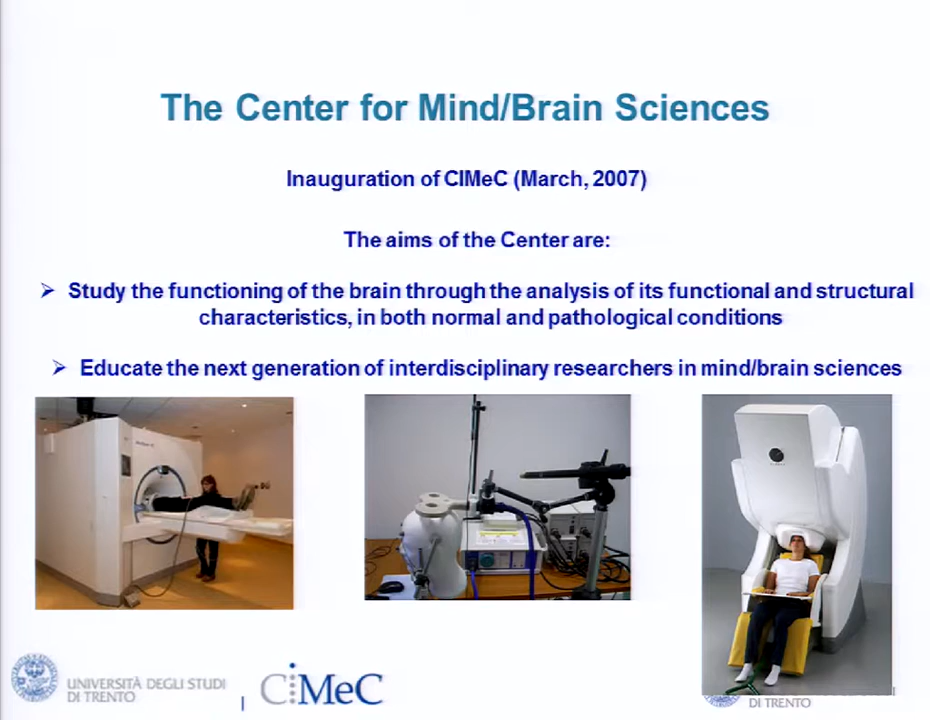 The Center for Mind/Brain Sciences
Inauguration of CIMeC (March, 2007)
The aims of the Center are:
➢ Study the functioning of the brain through the analysis of its functional and structural
characteristics, in both normal and pathological conditions
➢ Educate the next generation of interdisciplinary researchers in mind/brain sciences
UNIVERSITÀ DEGLI STUDI
DI TRENTO
CiMeC
DI TRENTO